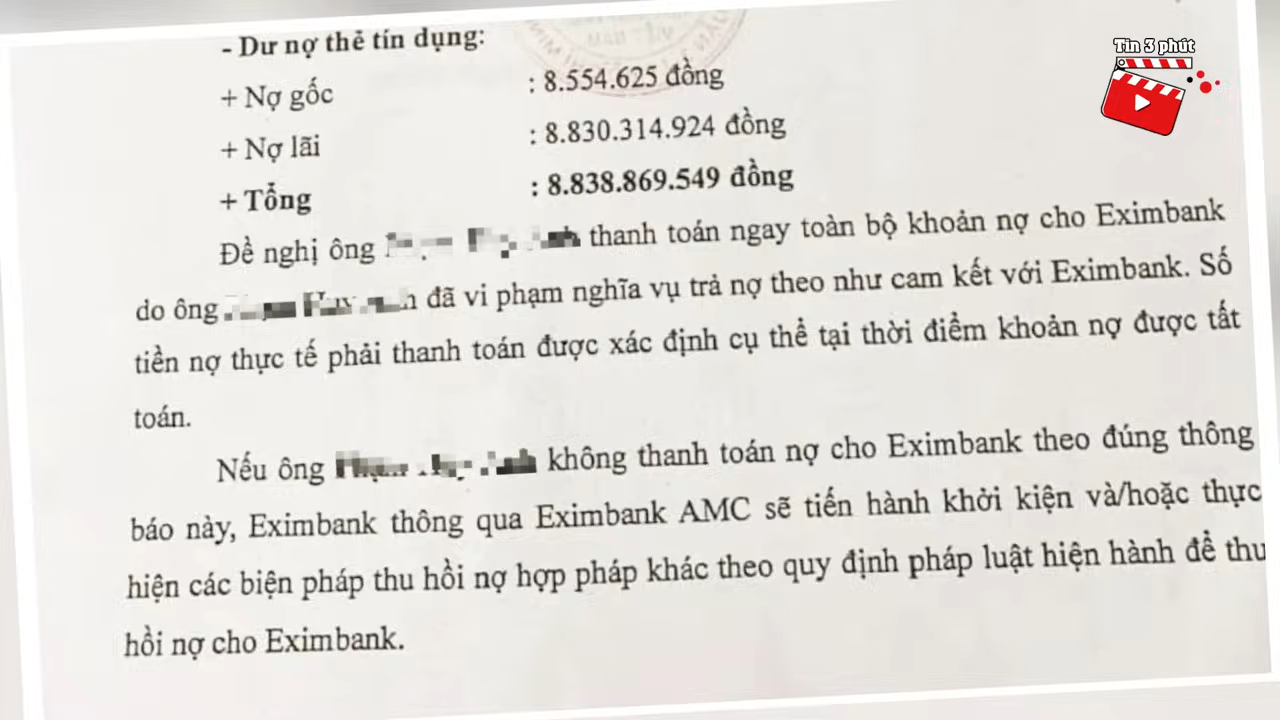 Tin 3 phút
- Dư nợ thẻ tín dụng:
+ Nợ gốc : 8.554.625 đồng
+ Nợ lãi : 8.830.314.924 đồng
+ Tổng : 8.838.869.549 đồng
Đề nghị ông thanh toán ngay toàn bộ khoản nợ cho Eximbank
do ông đã vi phạm nghĩa vụ trả nợ theo như cam kết với Eximbank. Số
tiền nợ thực tế phải thanh toán được xác định cụ thể tại thời điểm khoản nợ được tất
toán.
Nếu ông không thanh toán nợ cho Eximbank theo đúng thông
báo này, Eximbank thông qua Eximbank AMC sẽ tiến hành khởi kiện và/hoặc thực
hiện các biện pháp thu hồi nợ hợp pháp khác theo quy định pháp luật hiện hành để thu
hồi nợ cho Eximbank.